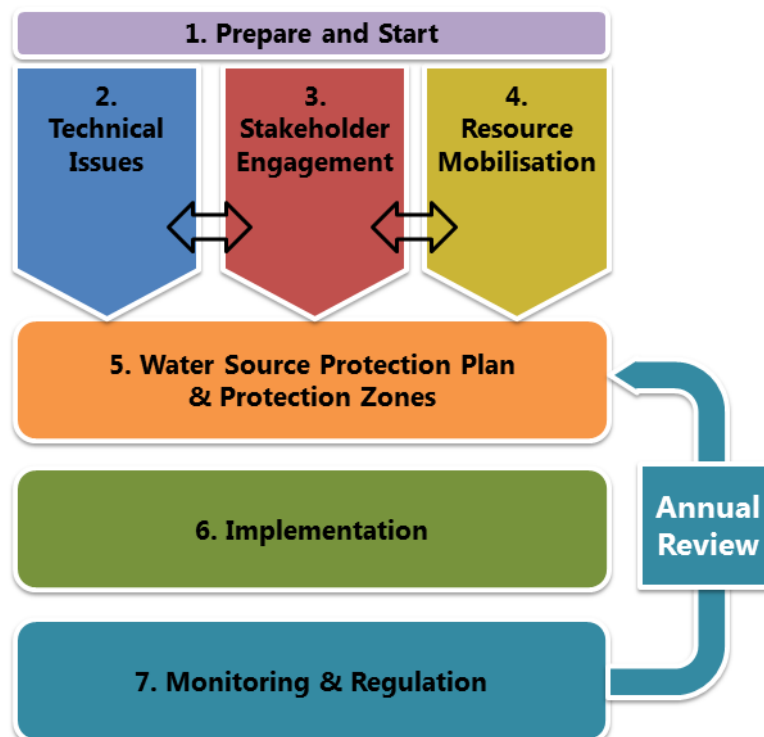 1. Prepare and Start
2.
Technical
Issues
3.
Stakeholder
Engagement
4.
Resource
Mobilisation
5. Water Source Protection Plan
& Protection Zones
6. Implementation
Annual
Review
7. Monitoring & Regulation